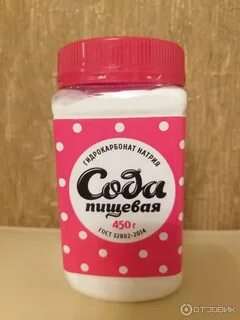 ГИДРОКАРБОНАТ НАТРИЯ
Сода
пищевая
450 г
ГОСТ 32802-2014
ОТЗОВИК